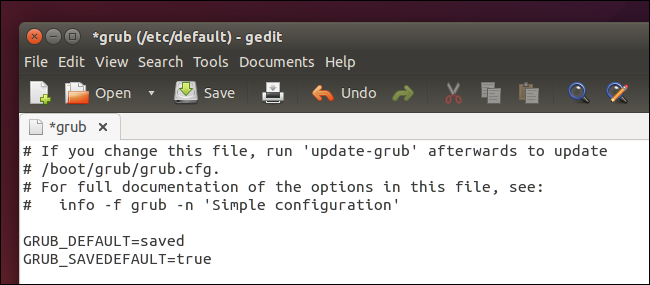 *grub (/etc/default) - gedit
File Edit View Search Tools Documents Help
Open Save Undo
*grub
# If you change this file, run 'update-grub' afterwards to update
# /boot/grub/grub.cfg.
# For full documentation of the options in this file, see:
#   info -f grub -n 'Simple configuration'
GRUB_DEFAULT=saved
GRUB_SAVEDEFAULT=true